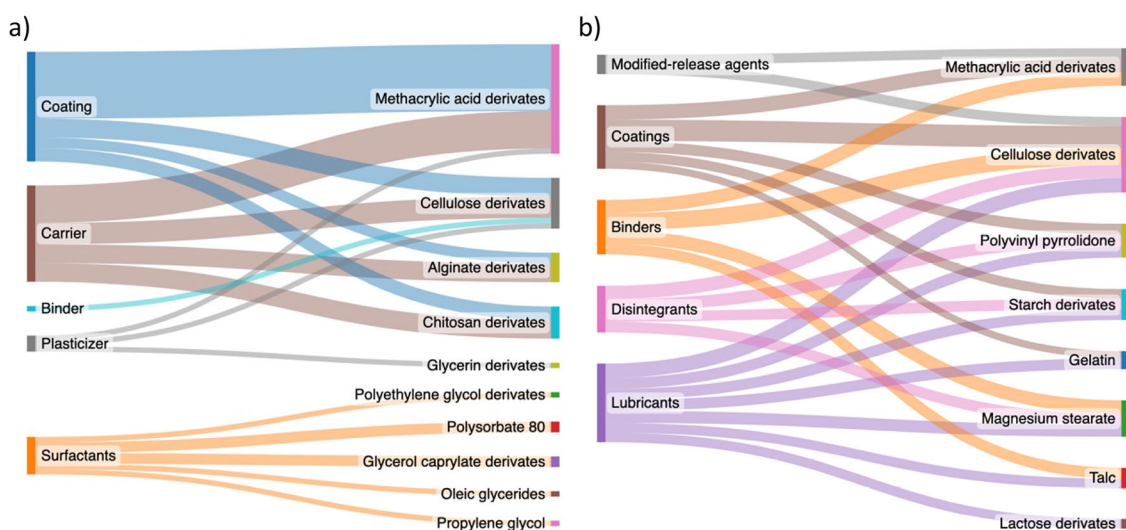 a)
Coating
Methacrylic acid derivates
Cellulose derivates
Carrier
Alginate derivates
Binder
Chitosan derivates
Plasticizer
Glycerin derivates
Polyethylene glycol derivates
Polysorbate 80
Surfactants
Glycerol caprylate derivates
Oleic glycerides
Propylene glycol
b)
Modified-release agents
Methacrylic acid derivates
Coatings
Cellulose derivates
Binders
Polyvinyl pyrrolidone
Disintegrants
Starch derivates
Gelatin
Lubricants
Magnesium stearate
Talc
Lactose derivates